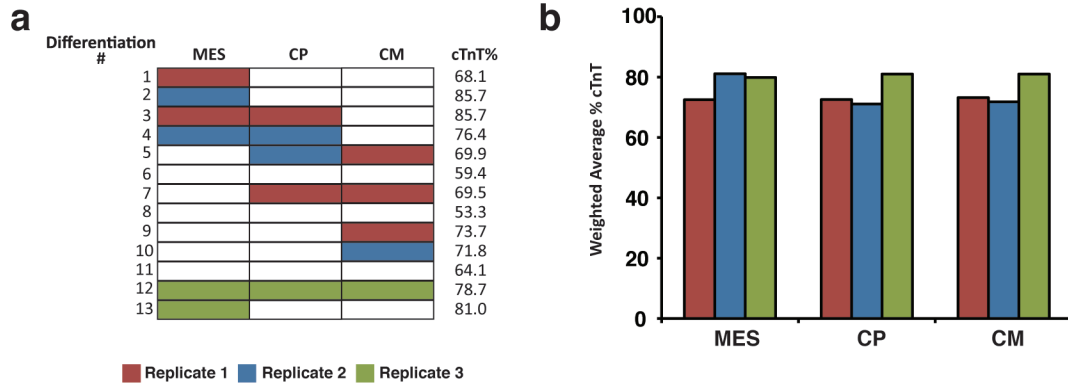 a
Differentiation
#
MES CP CM cTnT%
1 68.1
2 85.7
3 85.7
4 76.4
5 69.9
6 59.4
7 69.5
8 53.3
9 73.7
10 71.8
11 64.1
12 78.7
13 81.0
Replicate 1 Replicate 2 Replicate 3
b
Weighted Average % cTnT
100
80
60
40
20
0
MES CP CM